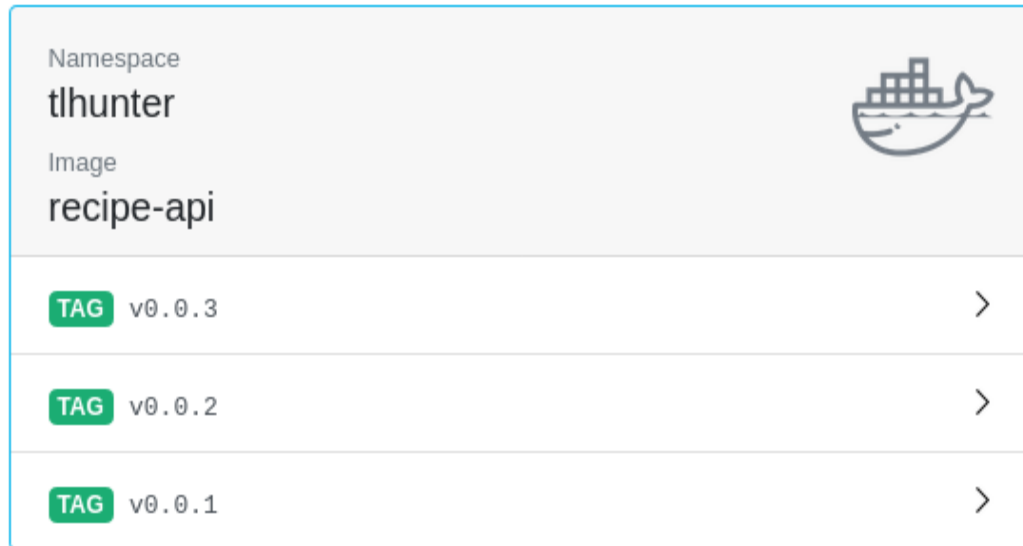 Namespace
tlhunter
Image
recipe-api
TAG v0.0.3
TAG v0.0.2
TAG v0.0.1